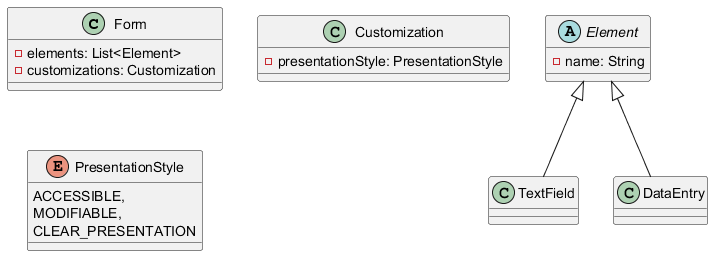 C Form
elements: List<Element>
customizations: Customization
C Customization
presentationStyle: PresentationStyle
A Element
name: String
E PresentationStyle
ACCESSIBLE,
MODIFIABLE,
CLEAR_PRESENTATION
C TextField
C DataEntry